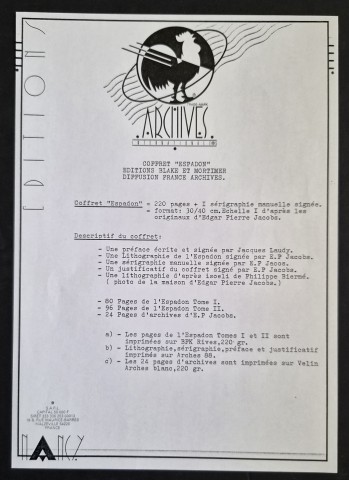 EDITIONS
ARCHIVES
INTERNATIONALES
COFFRET "ESPADON"
EDITIONS BLAKE ET MORTIMER
DIFFUSION FRANCE ARCHIVES.
Coffret "Espadon" - 220 pages + I sérigraphie manuelle signée.
- format: 30/40 cm.Echelle I d'après les
originaux d'Edgar Pierre Jacobs.
Descriptif du coffret:
- Une préface écrite et signée par Jacques Laudy.
- Une Lithographie de l'Espadon signée par E.P Jacobs.
- Une sérigraphie manuelle signée par E.P Jacos.
- Un justificatif du coffret signé par E.P Jacobs.
- Une lithographie d'après isocli de Philippe Biermé.
( photo de la maison d'Edgar Pierre Jacobs.)
- 80 Pages de l'Espadon Tome I.
- 96 Pages de l'Espadon Tome II.
- 24 Pages d'archives d'E.P Jacobs.
a) - Les pages de l'Espadon Tomes I et II sont
imprimées sur BFK Rives,220 gr.
b) - Lithographie,sérigraphie,préface et justificatif
imprimés sur Arches 88.
c) - Les 24 pages d'archives sont imprimées sur Velin
Arches blanc,220 gr.
FRANCE
NANCY